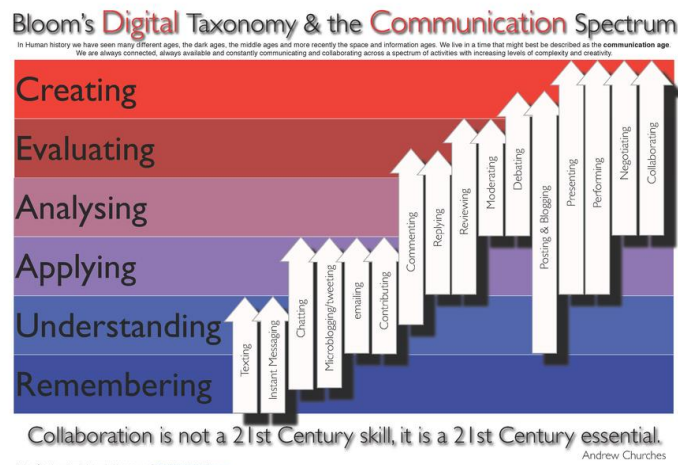 Bloom's Digital Taxonomy & the Communication Spectrum
In Human history we have seen many different ages, the dark ages, the middle ages and more recently the space and information ages. We live in a time that might best be described as the communication age.
We are always connected, always available and constantly communicating and collaborating across a spectrum of activities with increasing levels of complexity and creativity.
Creating
Evaluating
Analysing
Applying
Understanding
Remembering
Texting
Instant Messaging
Chatting
Microblogging/tweeting
emailing
Contributing
Commenting
Replying
Reviewing
Moderating
Debating
Posting & Blogging
Presenting
Performing
Negotiating
Collaborating
Collaboration is not a 21st Century skill, it is a 21st Century essential.
Andrew Churches